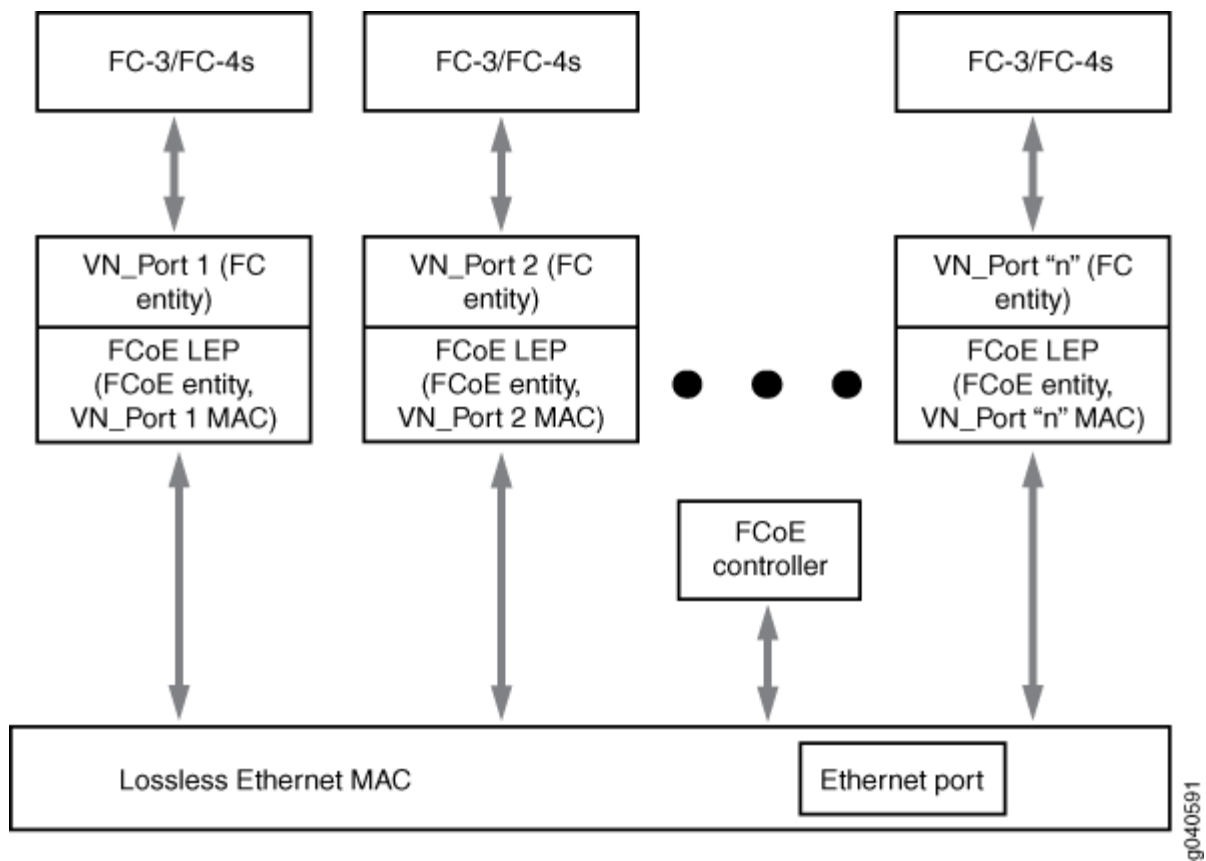 FC-3/FC-4s
FC-3/FC-4s
FC-3/FC-4s
VN_Port 1 (FC
entity)
VN_Port 2 (FC
entity)
VN_Port “n” (FC
entity)
FCoE LEP
(FCoE entity,
VN_Port 1 MAC)
FCoE LEP
(FCoE entity,
VN_Port 2 MAC)
FCoE LEP
(FCoE entity,
VN_Port “n” MAC)
FCoE
controller
Lossless Ethernet MAC
Ethernet port
g040591